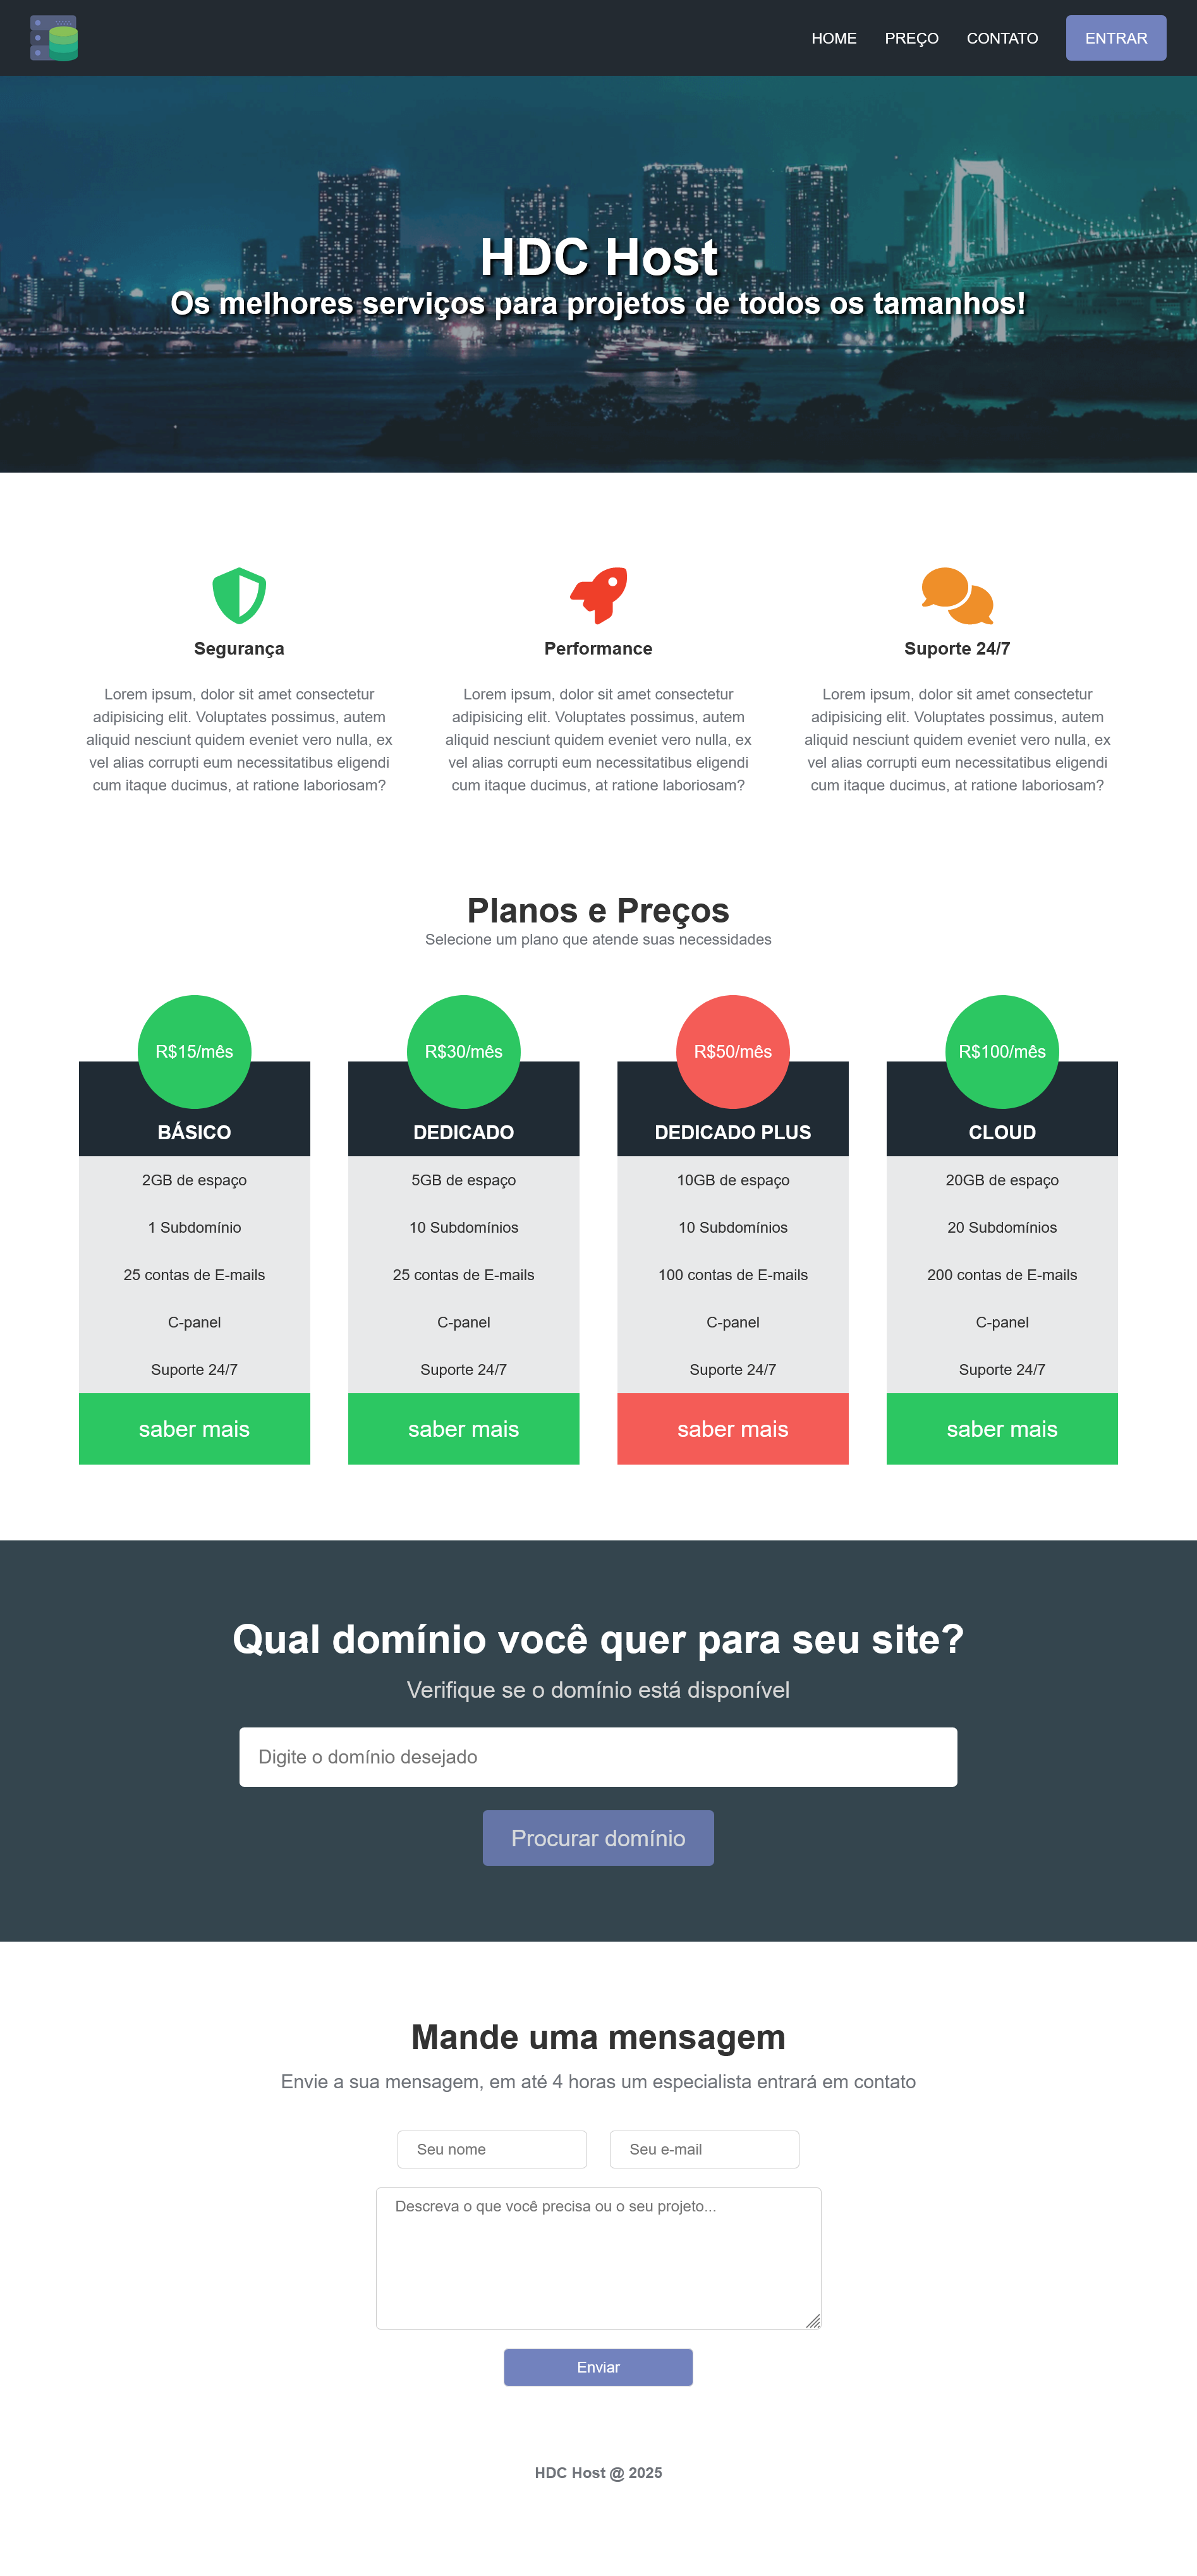 HOME PREÇO CONTATO ENTRAR
HDC Host
Os melhores serviços para projetos de todos os tamanhos!
Segurança
Lorem ipsum, dolor sit amet consectetur
adipisicing elit. Voluptates possimus, autem
aliquid nesciunt quidem eveniet vero nulla, ex
vel alias corrupti eum necessitatibus eligendi
cum itaque ducimus, at ratione laboriosam?
Performance
Lorem ipsum, dolor sit amet consectetur
adipisicing elit. Voluptates possimus, autem
aliquid nesciunt quidem eveniet vero nulla, ex
vel alias corrupti eum necessitatibus eligendi
cum itaque ducimus, at ratione laboriosam?
Suporte 24/7
Lorem ipsum, dolor sit amet consectetur
adipisicing elit. Voluptates possimus, autem
aliquid nesciunt quidem eveniet vero nulla, ex
vel alias corrupti eum necessitatibus eligendi
cum itaque ducimus, at ratione laboriosam?
Planos e Preços
Selecione um plano que atende suas necessidades
R$15/mês
BÁSICO
2GB de espaço
1 Subdomínio
25 contas de E-mails
C-panel
Suporte 24/7
saber mais
R$30/mês
DEDICADO
5GB de espaço
10 Subdomínios
25 contas de E-mails
C-panel
Suporte 24/7
saber mais
R$50/mês
DEDICADO PLUS
10GB de espaço
10 Subdomínios
100 contas de E-mails
C-panel
Suporte 24/7
saber mais
R$100/mês
CLOUD
20GB de espaço
20 Subdomínios
200 contas de E-mails
C-panel
Suporte 24/7
saber mais
Qual domínio você quer para seu site?
Verifique se o domínio está disponível
Digite o domínio desejado
Procurar domínio
Mande uma mensagem
Envie a sua mensagem, em até 4 horas um especialista entrará em contato
Seu nome
Seu e-mail
Descreva o que você precisa ou o seu projeto...
Enviar
HDC Host @ 2025